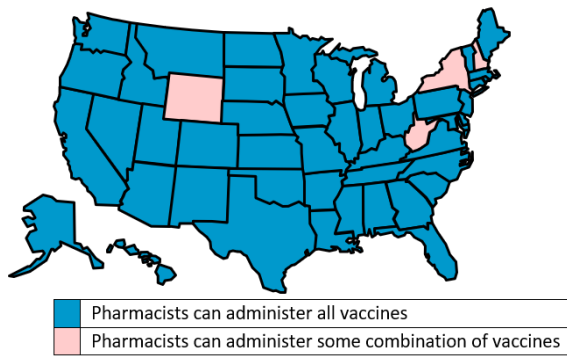 Pharmacists can administer all vaccines
Pharmacists can administer some combination of vaccines